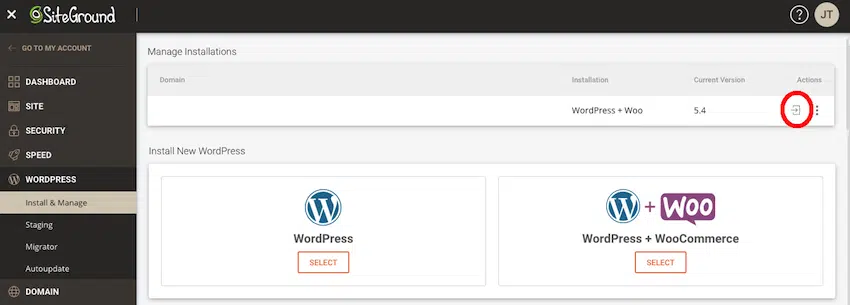 SiteGround
? JT
GO TO MY ACCOUNT
DASHBOARD
SITE
SECURITY
SPEED
WORDPRESS
Install & Manage
Staging
Migrator
Autoupdate
DOMAIN
Manage Installations
Domain Installation Current Version Actions
WordPress + Woo 5.4
Install New WordPress
W
WordPress
SELECT
W + WOO
WordPress + WooCommerce
SELECT